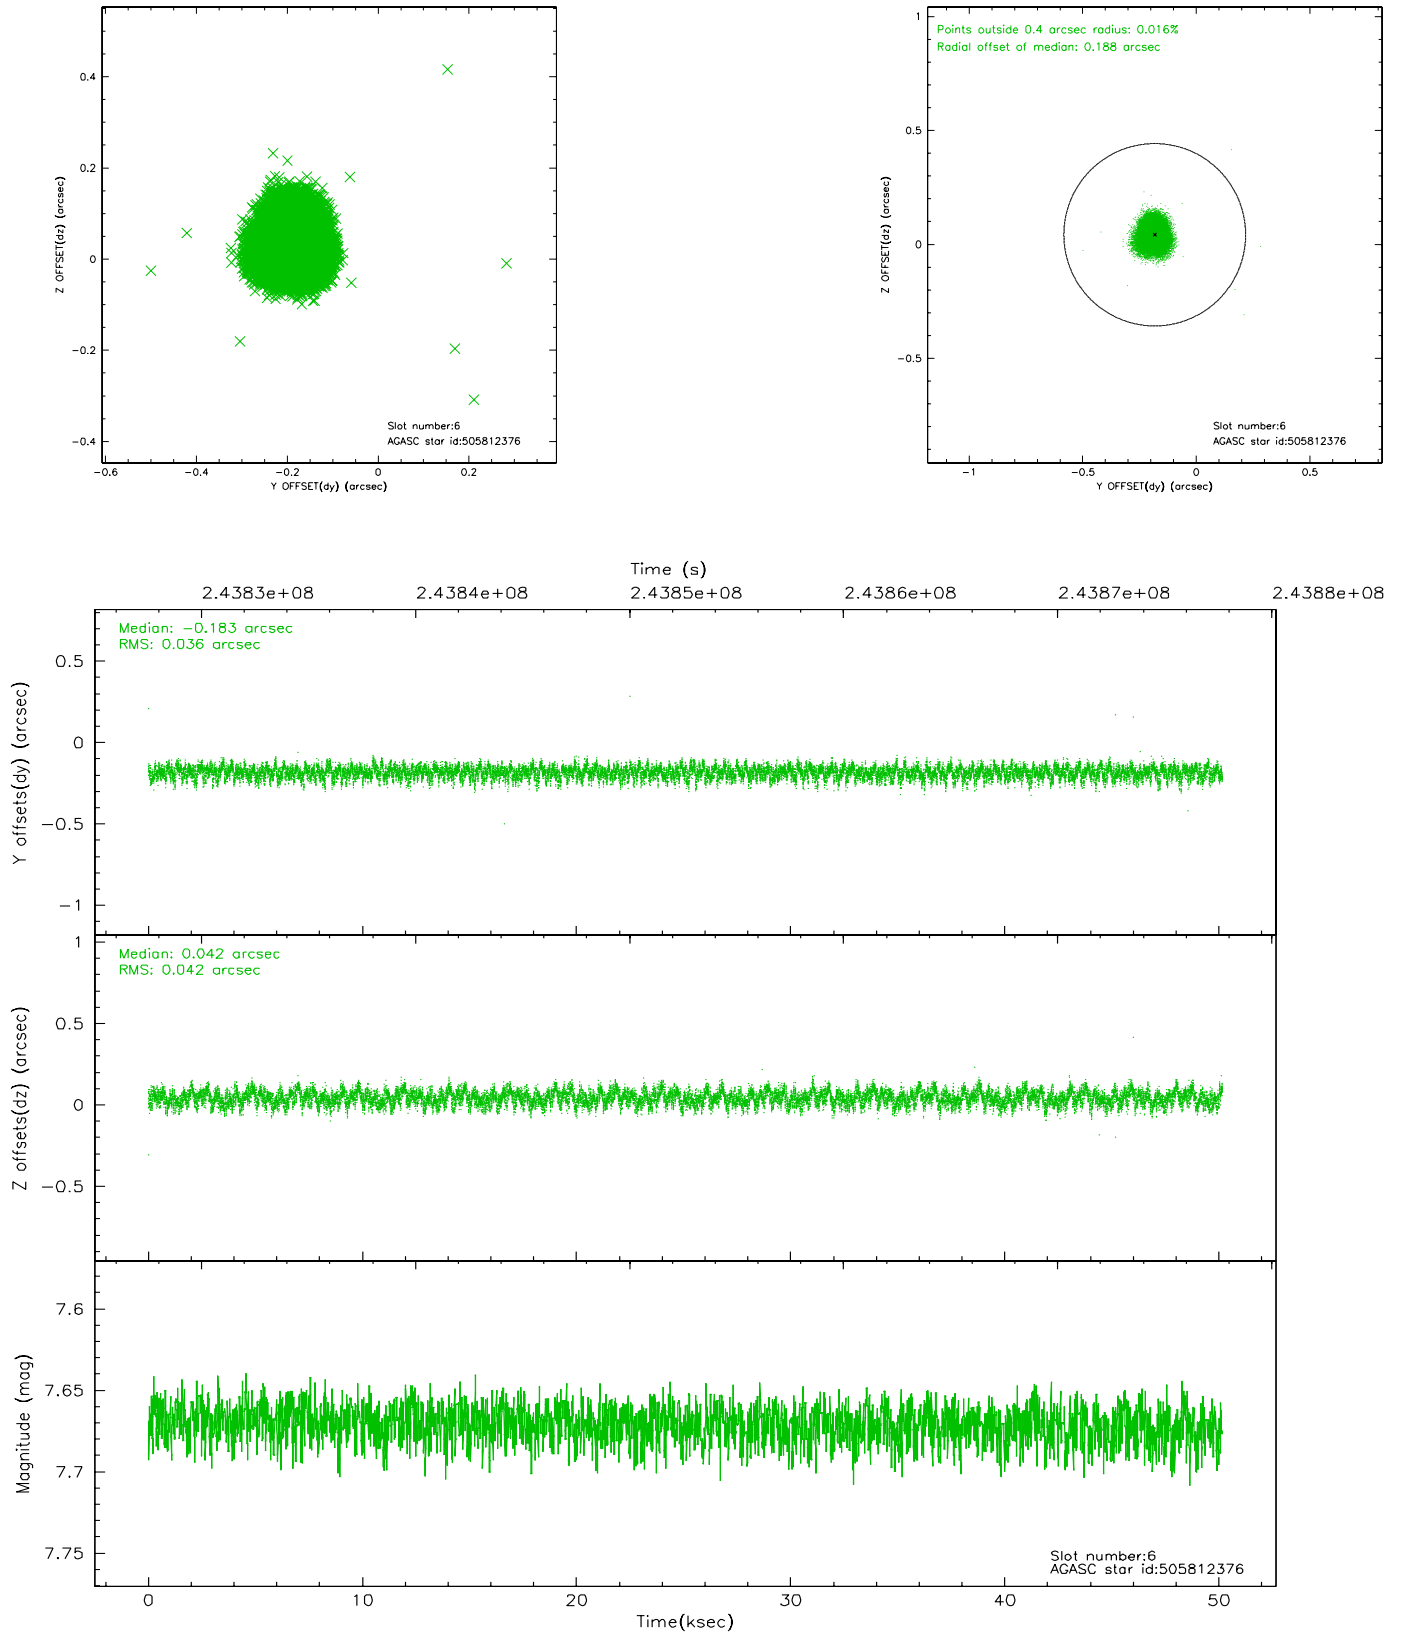 0.4
0.2
0
-0.2
-0.4
-0.6
-0.4
-0.2
0
0.2
Z OFFSET(dz) (arcsec)
Y OFFSET(dy) (arcsec)
Slot number:6
AGASC star id:505812376
Points outside 0.4 arcsec radius: 0.016%
Radial offset of median: 0.188 arcsec
1
0.5
0
-0.5
-1
-0.5
0
0.5
Z OFFSET(dz) (arcsec)
Y OFFSET(dy) (arcsec)
Slot number:6
AGASC star id:505812376
Time (s)
2.4383e+08 2.4384e+08 2.4385e+08 2.4386e+08 2.4387e+08 2.4388e+08
Median: -0.183 arcsec
RMS: 0.036 arcsec
0.5
0
-0.5
-1
Y offsets(dy) (arcsec)
Median: 0.042 arcsec
RMS: 0.042 arcsec
1
0.5
0
-0.5
Z offsets(dz) (arcsec)
7.6
7.65
7.7
7.75
Magnitude (mag)
Slot number:6
AGASC star id:505812376
0 10 20 30 40 50
Time(ksec)